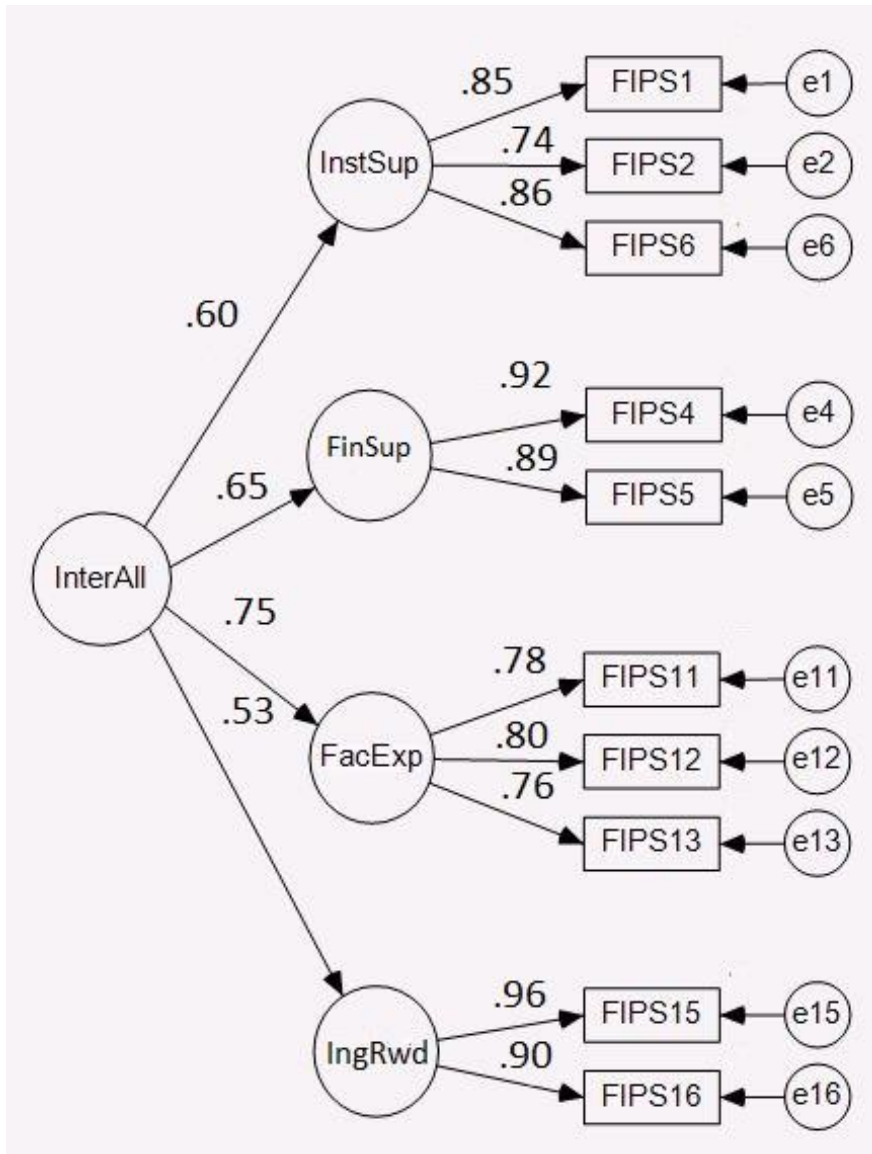 .85
FIPS1
e1
InstSup
.74
FIPS2
e2
.86
FIPS6
e6
.60
.92
FIPS4
e4
FinSup
.89
FIPS5
e5
.65
InterAll
.75
.78
FIPS11
e11
.53
FacExp
.80
FIPS12
e12
.76
FIPS13
e13
.96
FIPS15
e15
IngRwd
.90
FIPS16
e16